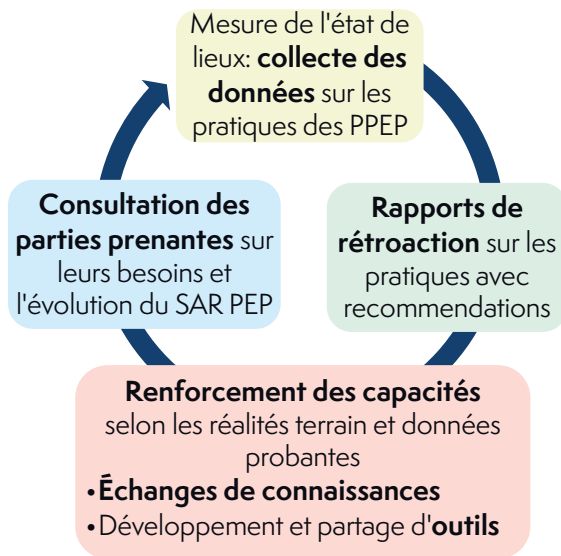 Mesure de l'état de
lieux: collecte des
données sur les
pratiques des PPEP
Rapports de
rétroaction sur les
pratiques avec
recommendations
Renforcement des capacités
selon les réalités terrain et données
probantes
•Échanges de connaissances
•Développement et partage d'outils
Consultation des
parties prenantes sur
leurs besoins et
l'évolution du SAR PEP